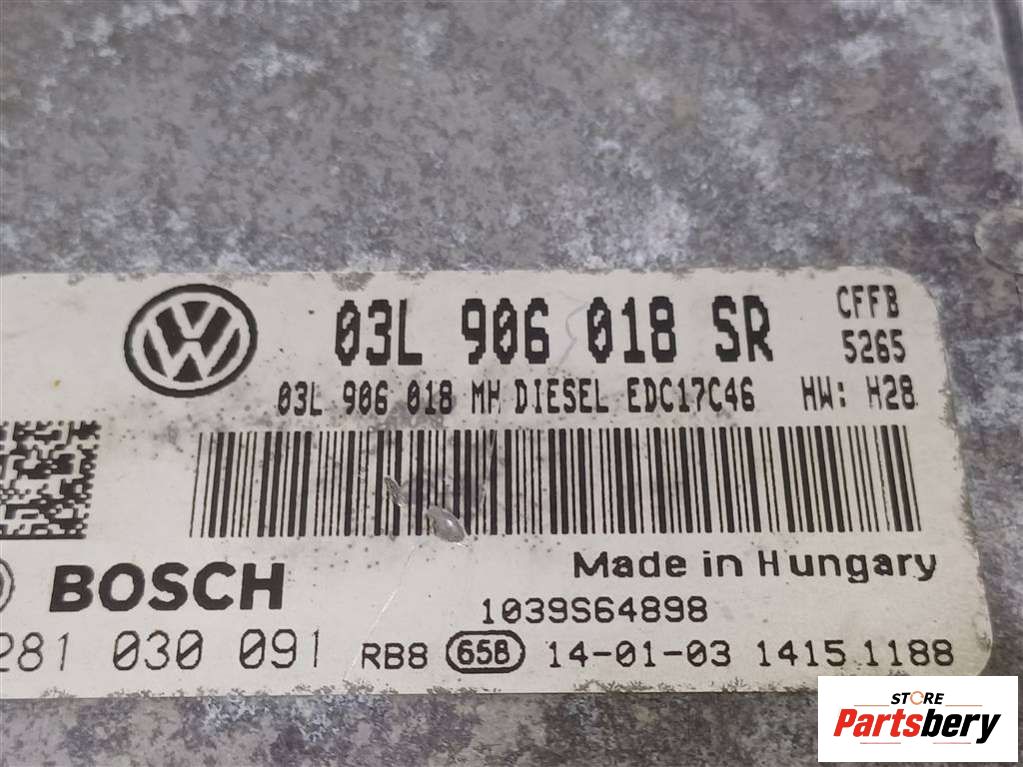 03L 906 018 SR
CFFB
5265
03L 906 018 MH DIESEL EDC17C46 HW: H28
Made in Hungary
BOSCH
1039S64898
281 030 091 RB8 658 14-01-03 1415 1188
STORE
Partsbery